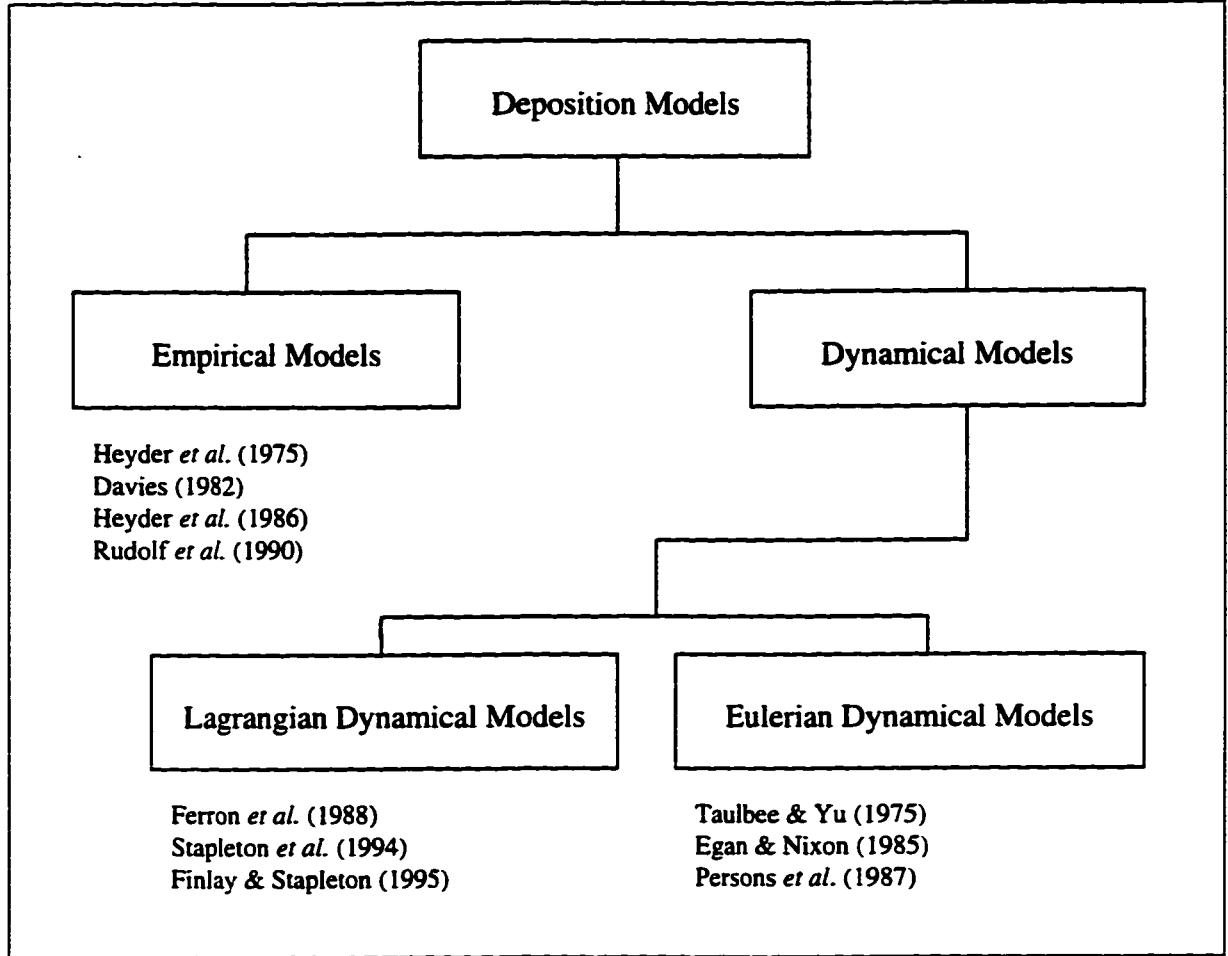 Deposition Models
Empirical Models
Dynamical Models
Heyder et al. (1975)
Davies (1982)
Heyder et al. (1986)
Rudolf et al. (1990)
Lagrangian Dynamical Models
Eulerian Dynamical Models
Ferron et al. (1988)
Stapleton et al. (1994)
Finlay & Stapleton (1995)
Taulbee & Yu (1975)
Egan & Nixon (1985)
Persons et al. (1987)